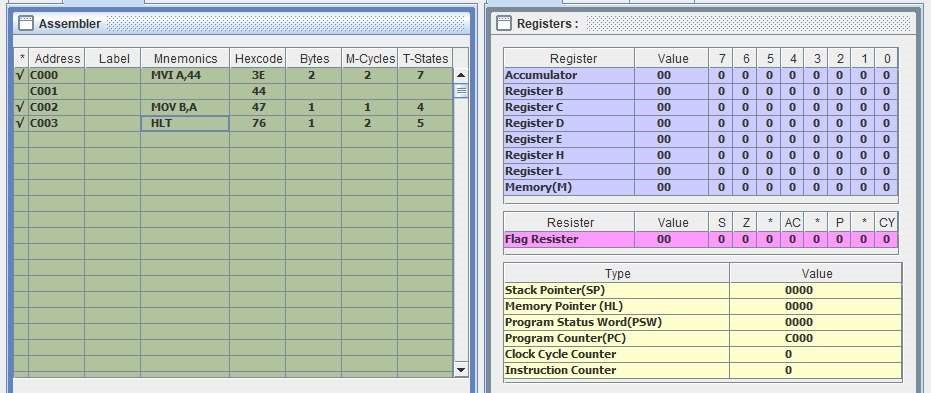 Assembler
* Address Label Mnemonics Hexcode Bytes M-Cycles T-States
√ C000 MVI A,44 3E 2 2 7
C001 44
√ C002 MOV B,A 47 1 1 4
√ C003 HLT 76 1 2 5
Registers :
Register Value 7 6 5 4 3 2 1 0
Accumulator 00 0 0 0 0 0 0 0 0
Register B 00 0 0 0 0 0 0 0 0
Register C 00 0 0 0 0 0 0 0 0
Register D 00 0 0 0 0 0 0 0 0
Register E 00 0 0 0 0 0 0 0 0
Register H 00 0 0 0 0 0 0 0 0
Register L 00 0 0 0 0 0 0 0 0
Memory(M) 00 0 0 0 0 0 0 0 0
Resister Value S Z * AC * P * CY
Flag Resister 00 0 0 0 0 0 0 0 0
Type Value
Stack Pointer(SP) 0000
Memory Pointer (HL) 0000
Program Status Word(PSW) 0000
Program Counter(PC) C000
Clock Cycle Counter 0
Instruction Counter 0